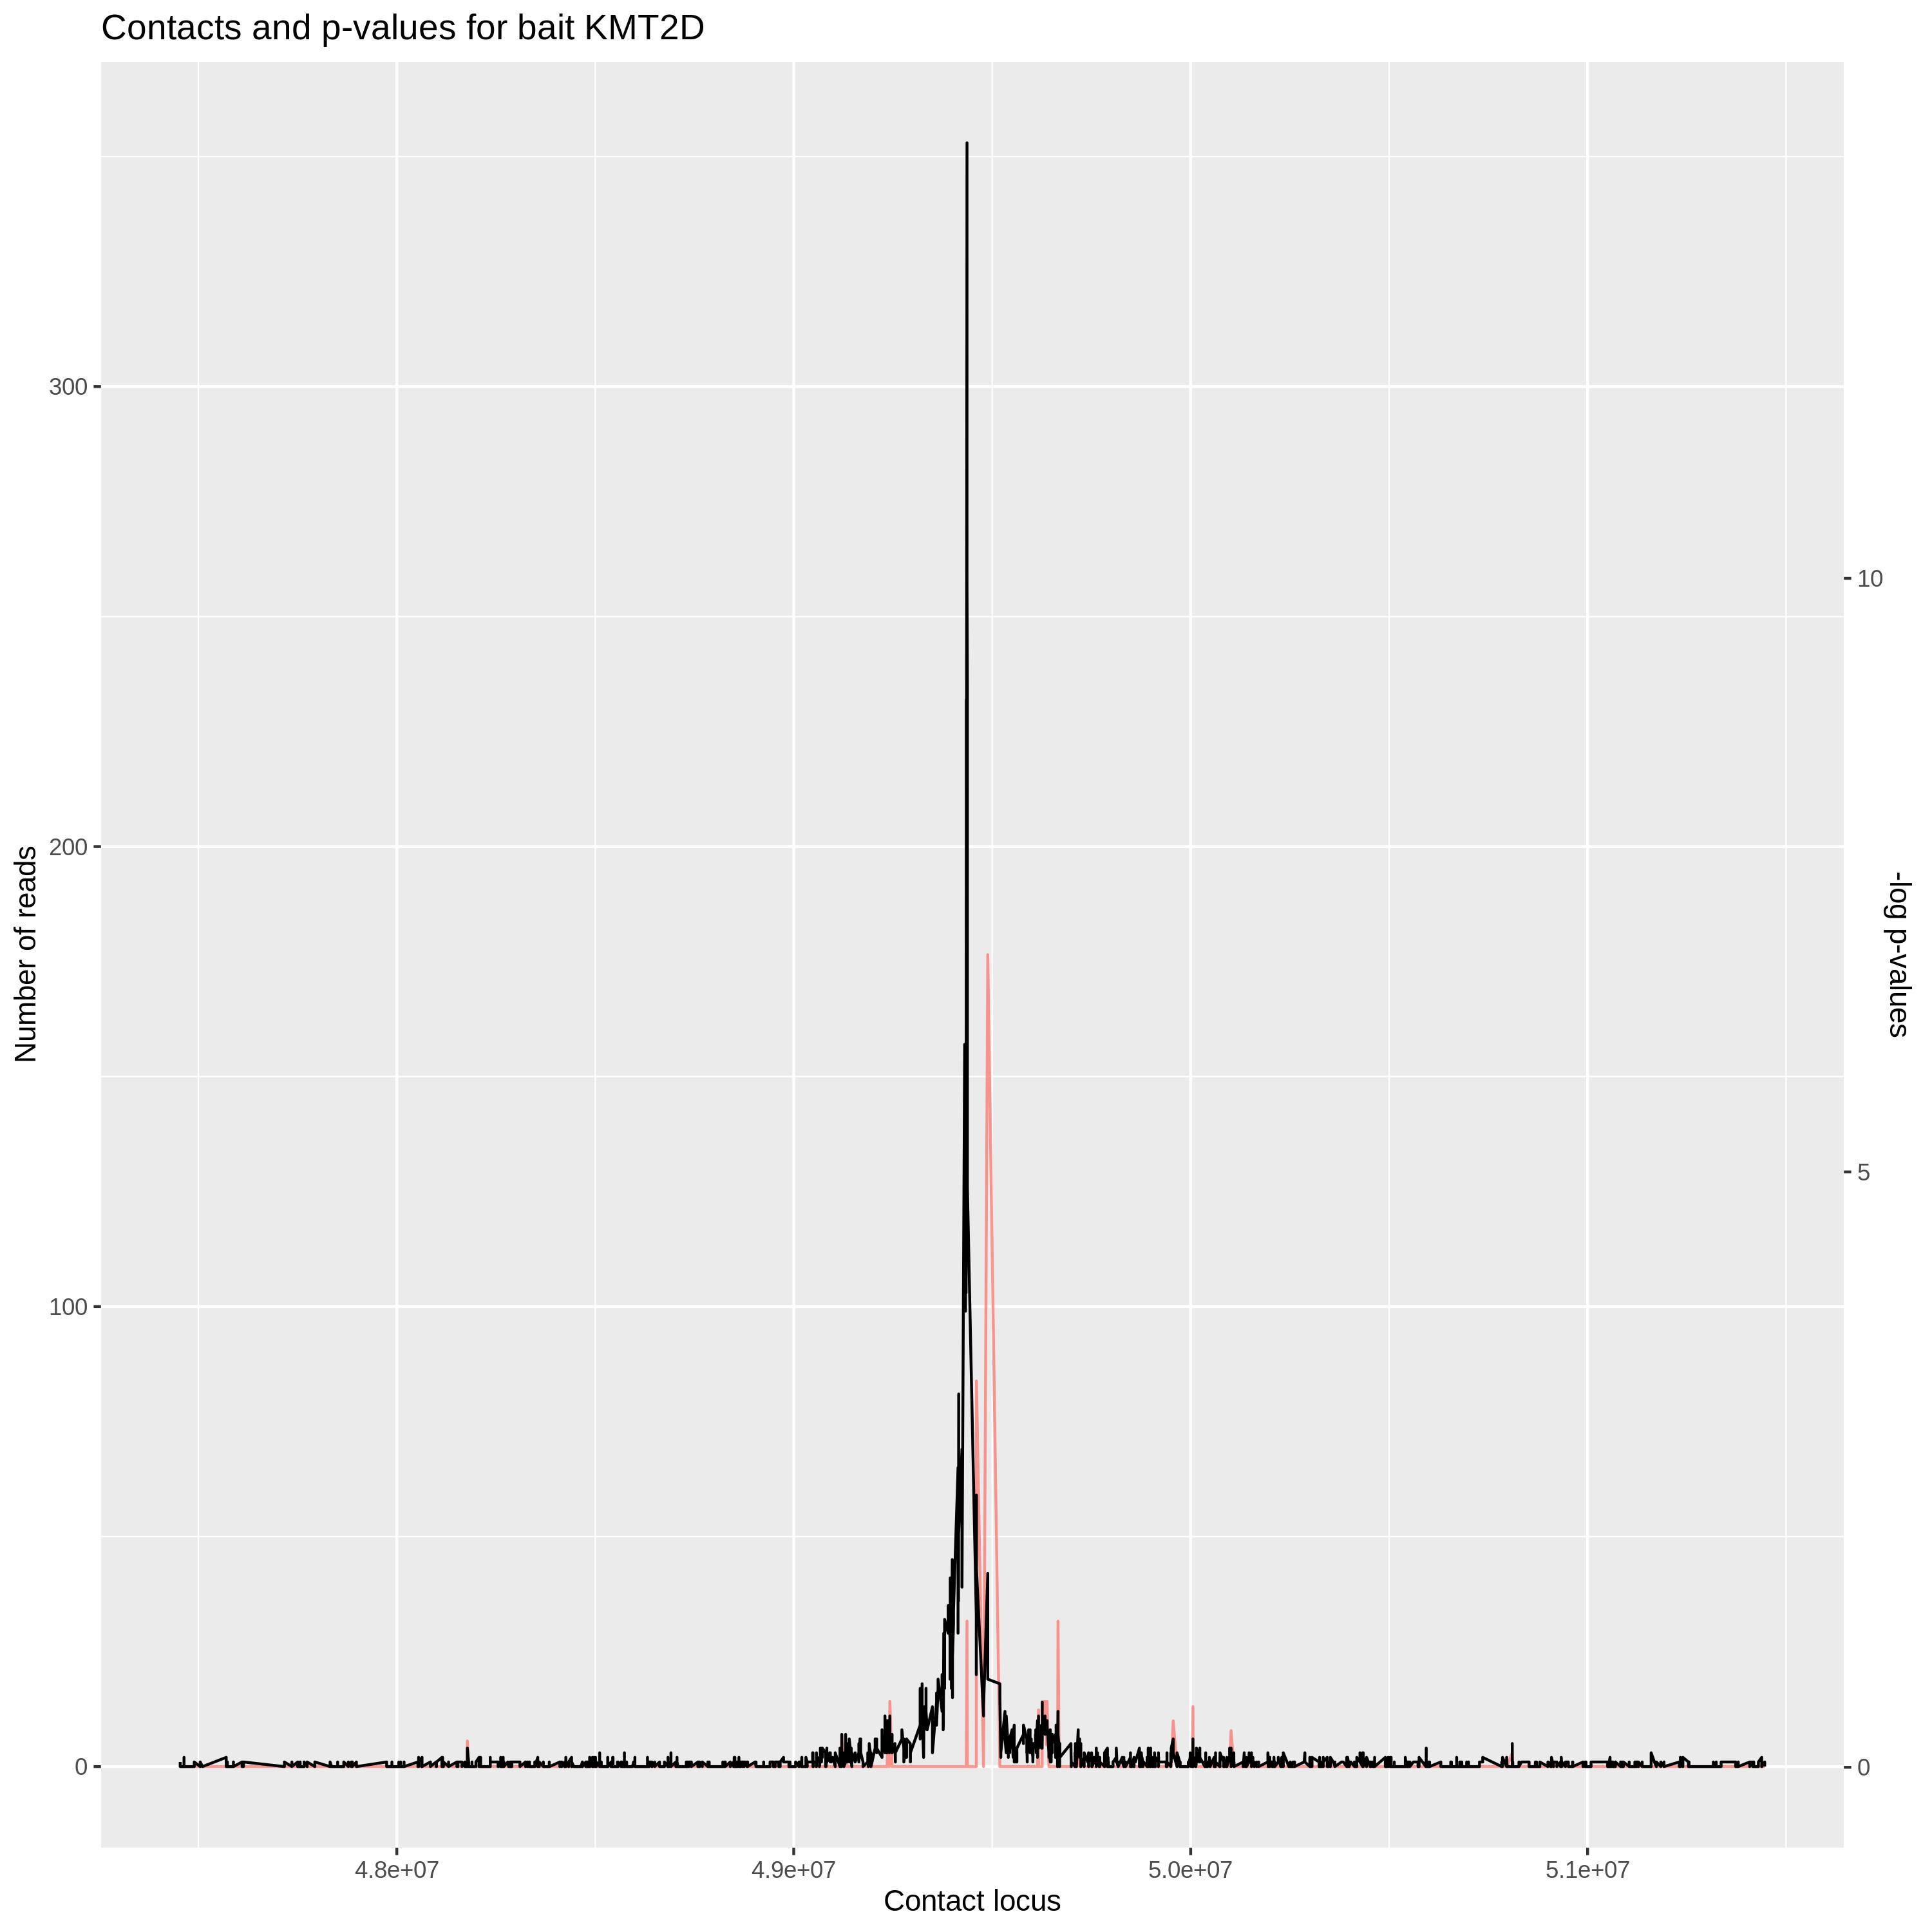 Contacts and p-values for bait KMT2D
Number of reads
300
200
100
0
10
5
0
-log p-values
4.8e+07 4.9e+07 5.0e+07 5.1e+07
Contact locus